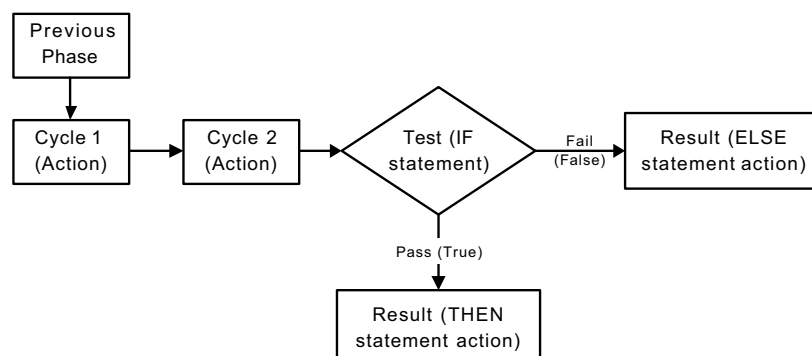 Previous
Phase
Cycle 1
(Action)
Cycle 2
(Action)
Test (IF
statement)
Fail
(False)
Result (ELSE
statement action)
Pass (True)
Result (THEN
statement action)